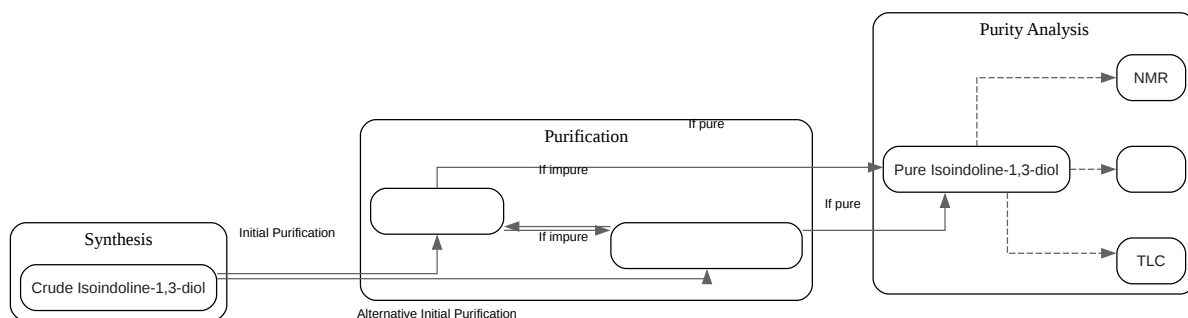 Purity Analysis
NMR
If pure
Purification
If impure
Pure Isoindoline-1,3-diol
If pure
Synthesis
Initial Purification
If impure
TLC
Crude Isoindoline-1,3-diol
Alternative Initial Purification